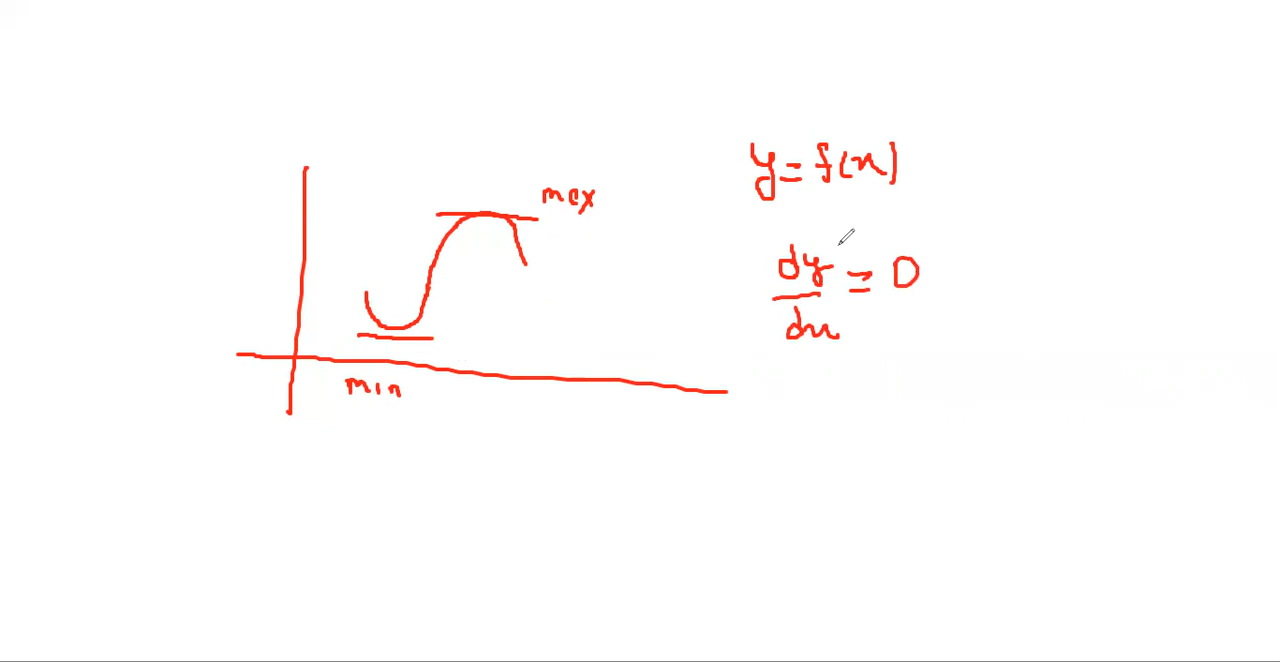 max
min
y = f(x)
dy/dx = 0